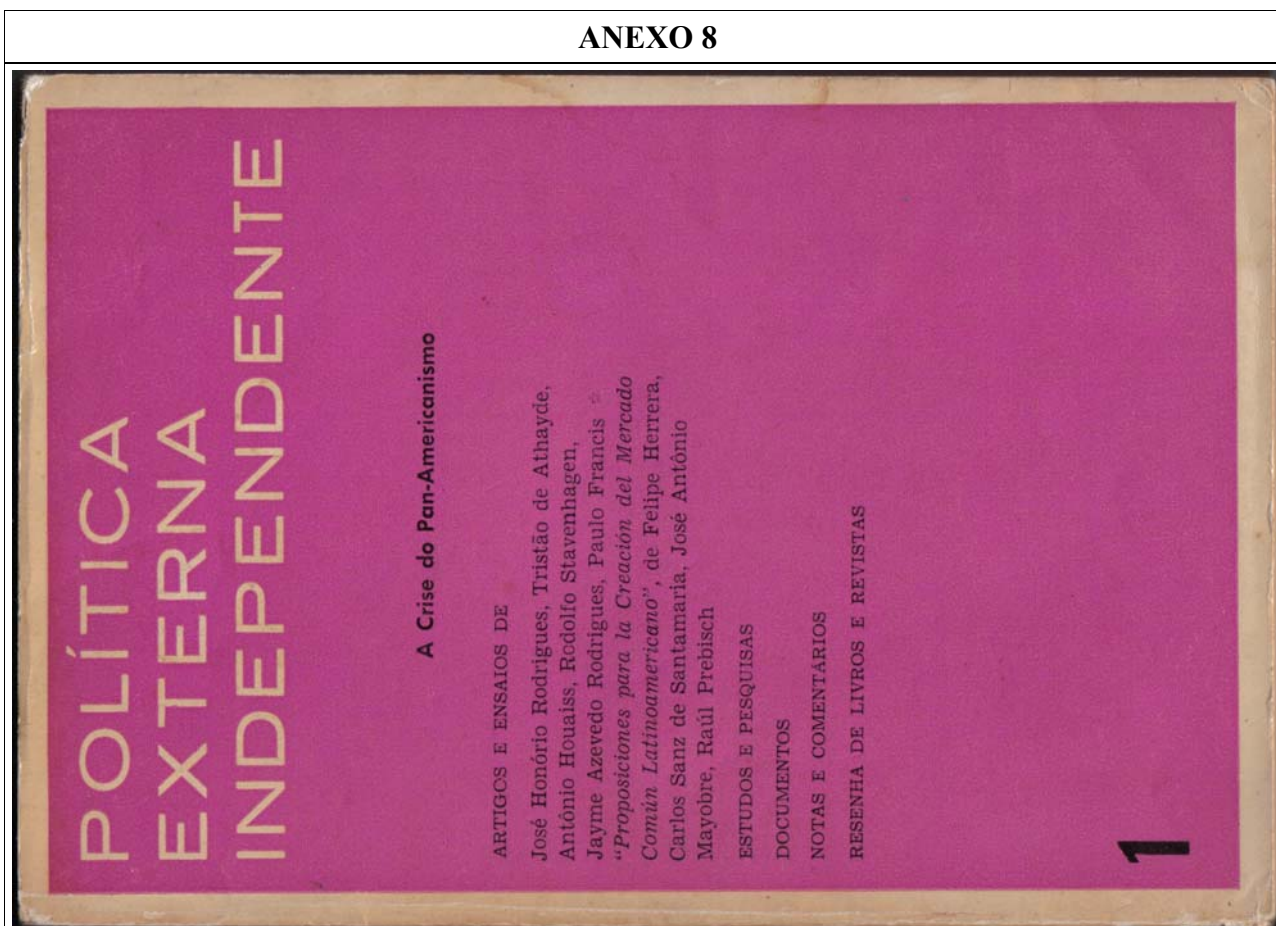 ANEXO 8
POLÍTICA
EXTERNA
INDEPENDENTE
A Crise do Pan-Americanismo
ARTIGOS E ENSAIOS DE
José Honório Rodrigues, Tristão de Athayde,
Antônio Houaiss, Rodolfo Stavenhagen,
Jayme Azevedo Rodrigues, Paulo Francis *
"Proposiciones para la Creación del Mercado
Común Latinoamericano", de Felipe Herrera,
Carlos Sanz de Santamaria, José Antônio
Mayobre, Raúl Prebisch
ESTUDOS E PESQUISAS
DOCUMENTOS
NOTAS E COMENTÁRIOS
RESENHA DE LIVROS E REVISTAS
1